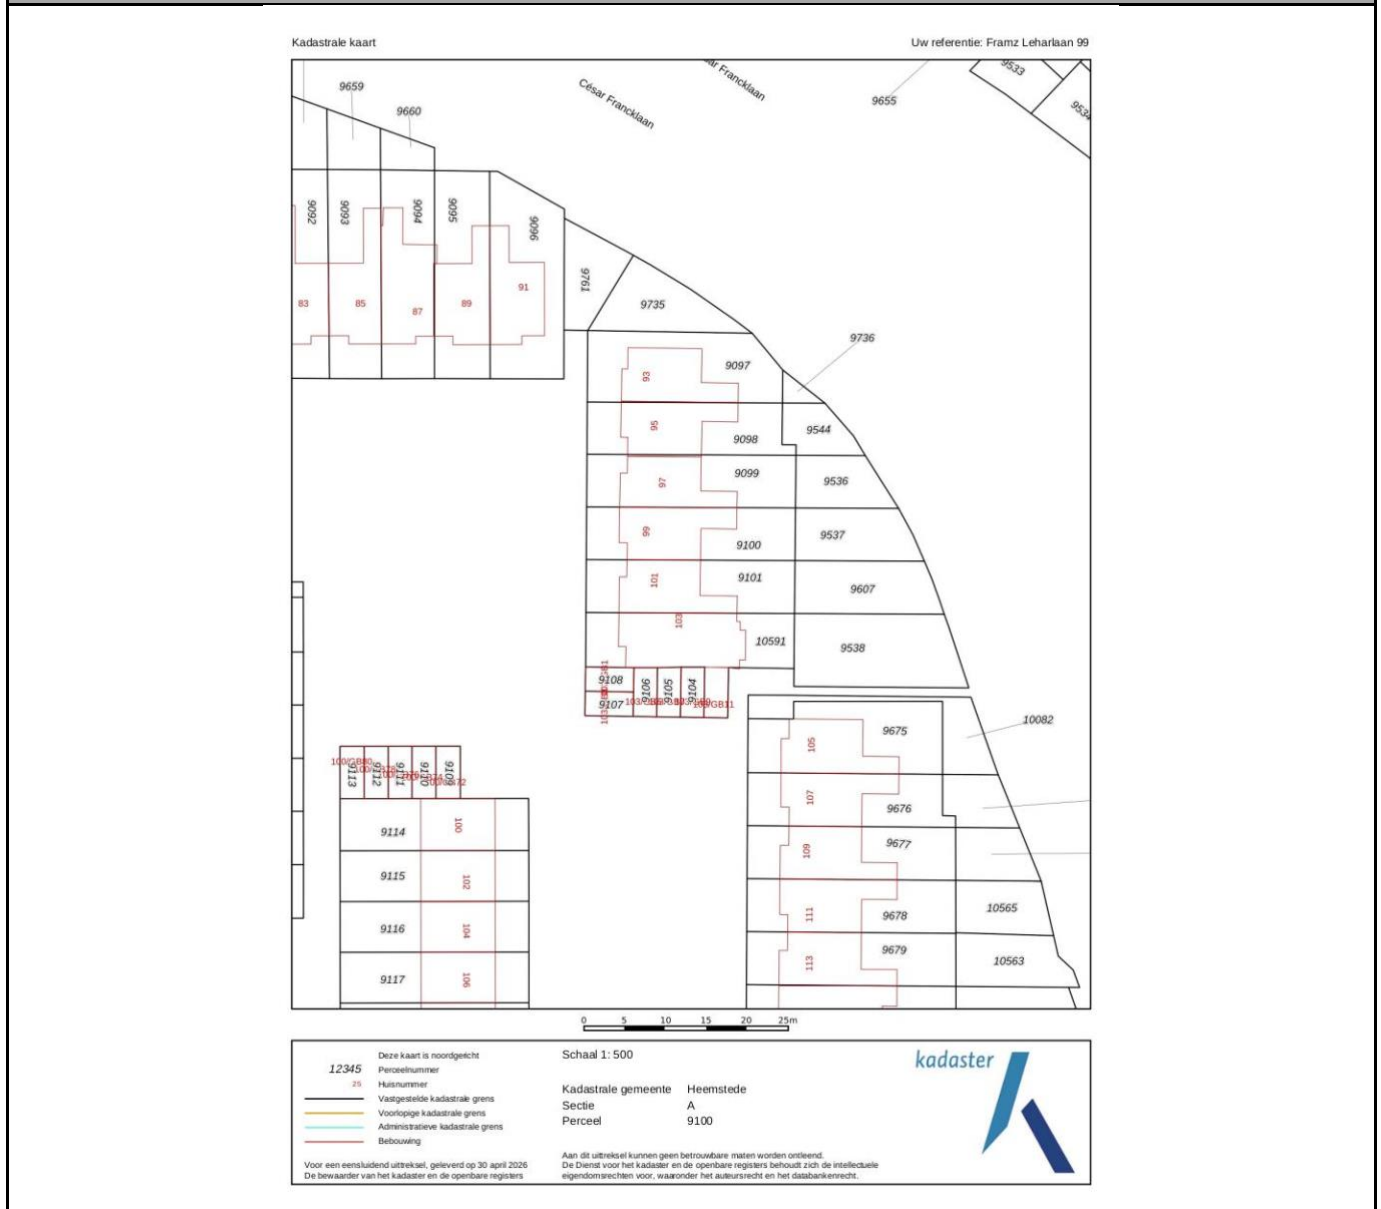 Kadastrale kaart
Uw referentie: Framz Leharlaan 99
César Francklaan
ar Francklaan
9659
9660
9655
9533
9534
9092
9093
9094
9095
9096
9761
9735
9736
83
85
87
89
91
93
9097
95
9098
9544
97
9099
9536
99
9100
9537
101
9101
9607
103
10591
9538
9108
9107
9106
9105
9104
10082
105
9675
107
9676
109
9677
111
9678
10565
113
9679
10563
100/GB80
9113
9112
9111
9110
9109
9114
100
9115
102
9116
104
9117
106
0 5 10 15 20 25m
Deze kaart is noordgericht
12345 Perceelnummer
25 Huisnummer
Vastgestelde kadastrale grens
Voorlopige kadastrale grens
Administratieve kadastrale grens
Bebouwing
Voor een eensluidend uittreksel, geleverd op 30 april 2026
De bewaarder van het kadaster en de openbare registers
Schaal 1: 500
Kadastrale gemeente Heemstede
Sectie A
Perceel 9100
Aan dit uittreksel kunnen geen betrouwbare maten worden ontleend.
De Dienst voor het kadaster en de openbare registers behoudt zich de intellectuele
eigendomsrechten voor, waaronder het auteursrecht en het databankenrecht.
kadaster